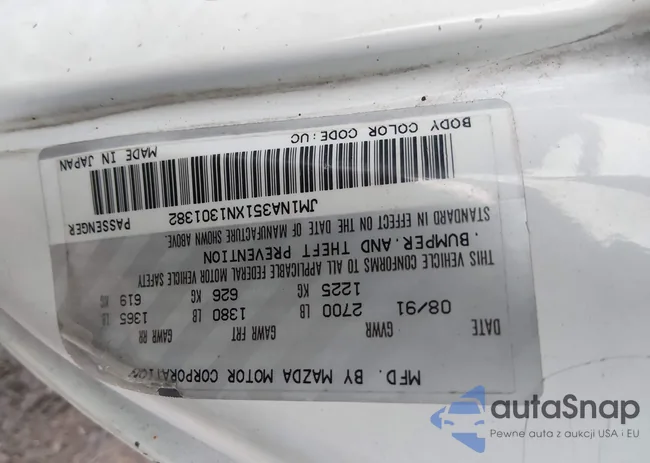 MFD. BY MAZDA MOTOR CORPORATION
DATE GVWR GAWR FRT GAWR RR
08/91 2700 LB 1380 LB 1365 LB
1225 KG 626 KG 619 KG
THIS VEHICLE CONFORMS TO ALL APPLICABLE FEDERAL MOTOR VEHICLE SAFETY
. BUMPER. AND THEFT PREVENTION
STANDARD IN EFFECT ON THE DATE OF MANUFACTURE SHOWN ABOVE.
JM1NA351XN1301382 PASSENGER
BODY COLOR CODE:UC MADE IN JAPAN
autaSnap
Pewne auta z aukcji USA i EU